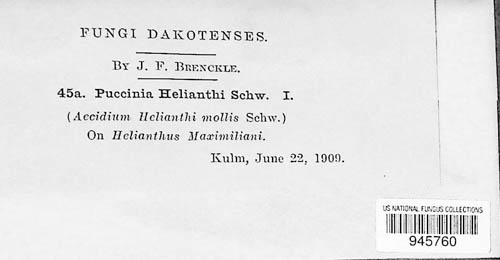 FUNGI DAKOTENSES.
By J. F. Brenckle.
45a. Puccinia Helianthi Schw. I.
(Aecidium Helianthi mollis Schw.)
On Helianthus Maximiliani.
Kulm, June 22, 1909.
US NATIONAL FUNGUS COLLECTIONS
945760